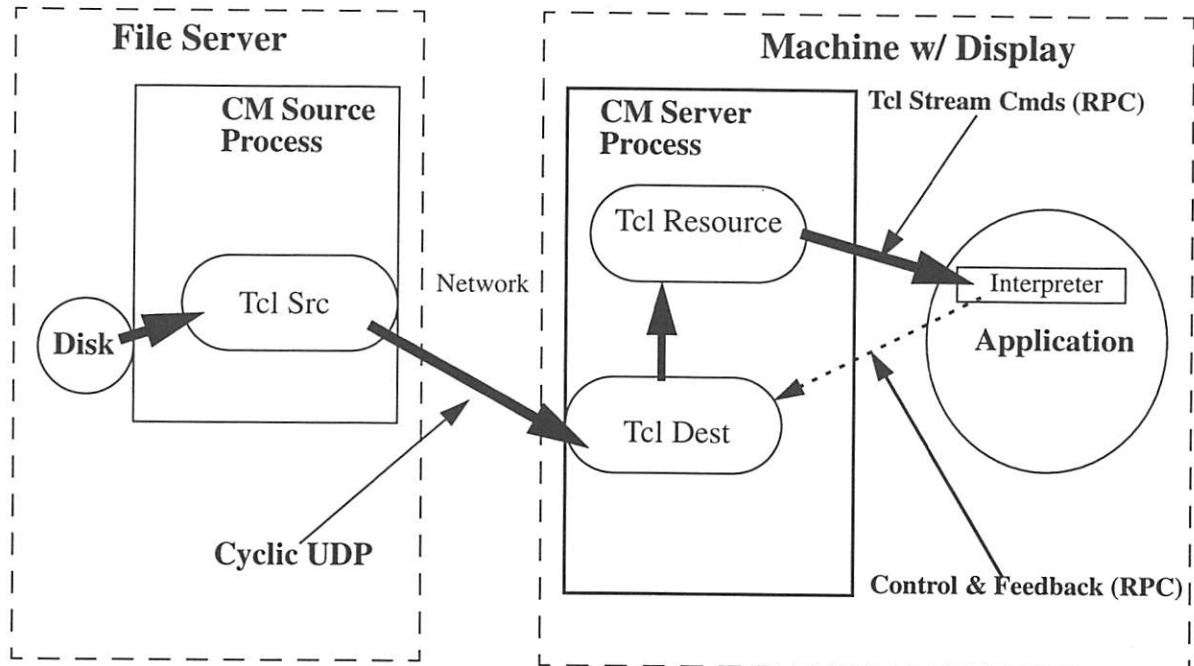 File Server
Machine w/ Display
CM Source
Process
CM Server
Process
Tcl Stream Cmds (RPC)
Tcl Resource
Network
Tcl Src
Interpreter
Disk
Application
Tcl Dest
Cyclic UDP
Control & Feedback (RPC)